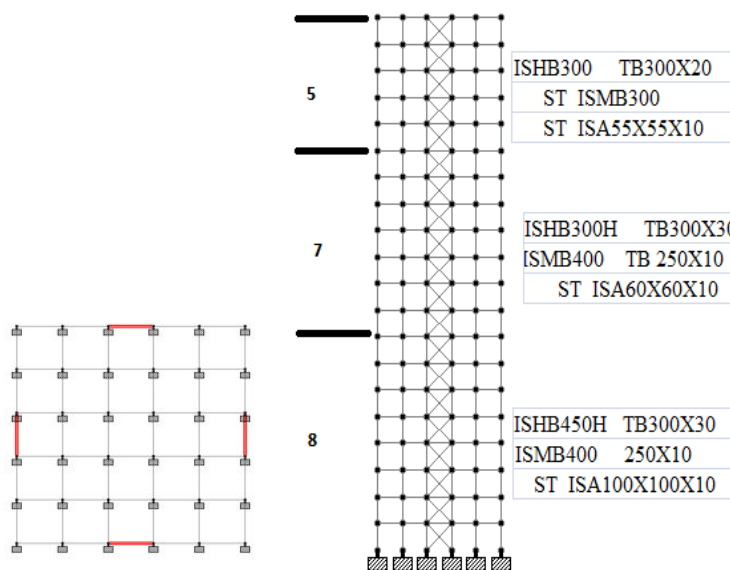 5
ISHB300 TB300X20
ST ISMB300
ST ISA55X55X10
7
ISHB300H TB300X30
ISMB400 TB 250X10
ST ISA60X60X10
8
ISHB450H TB300X30
ISMB400 250X10
ST ISA100X100X10